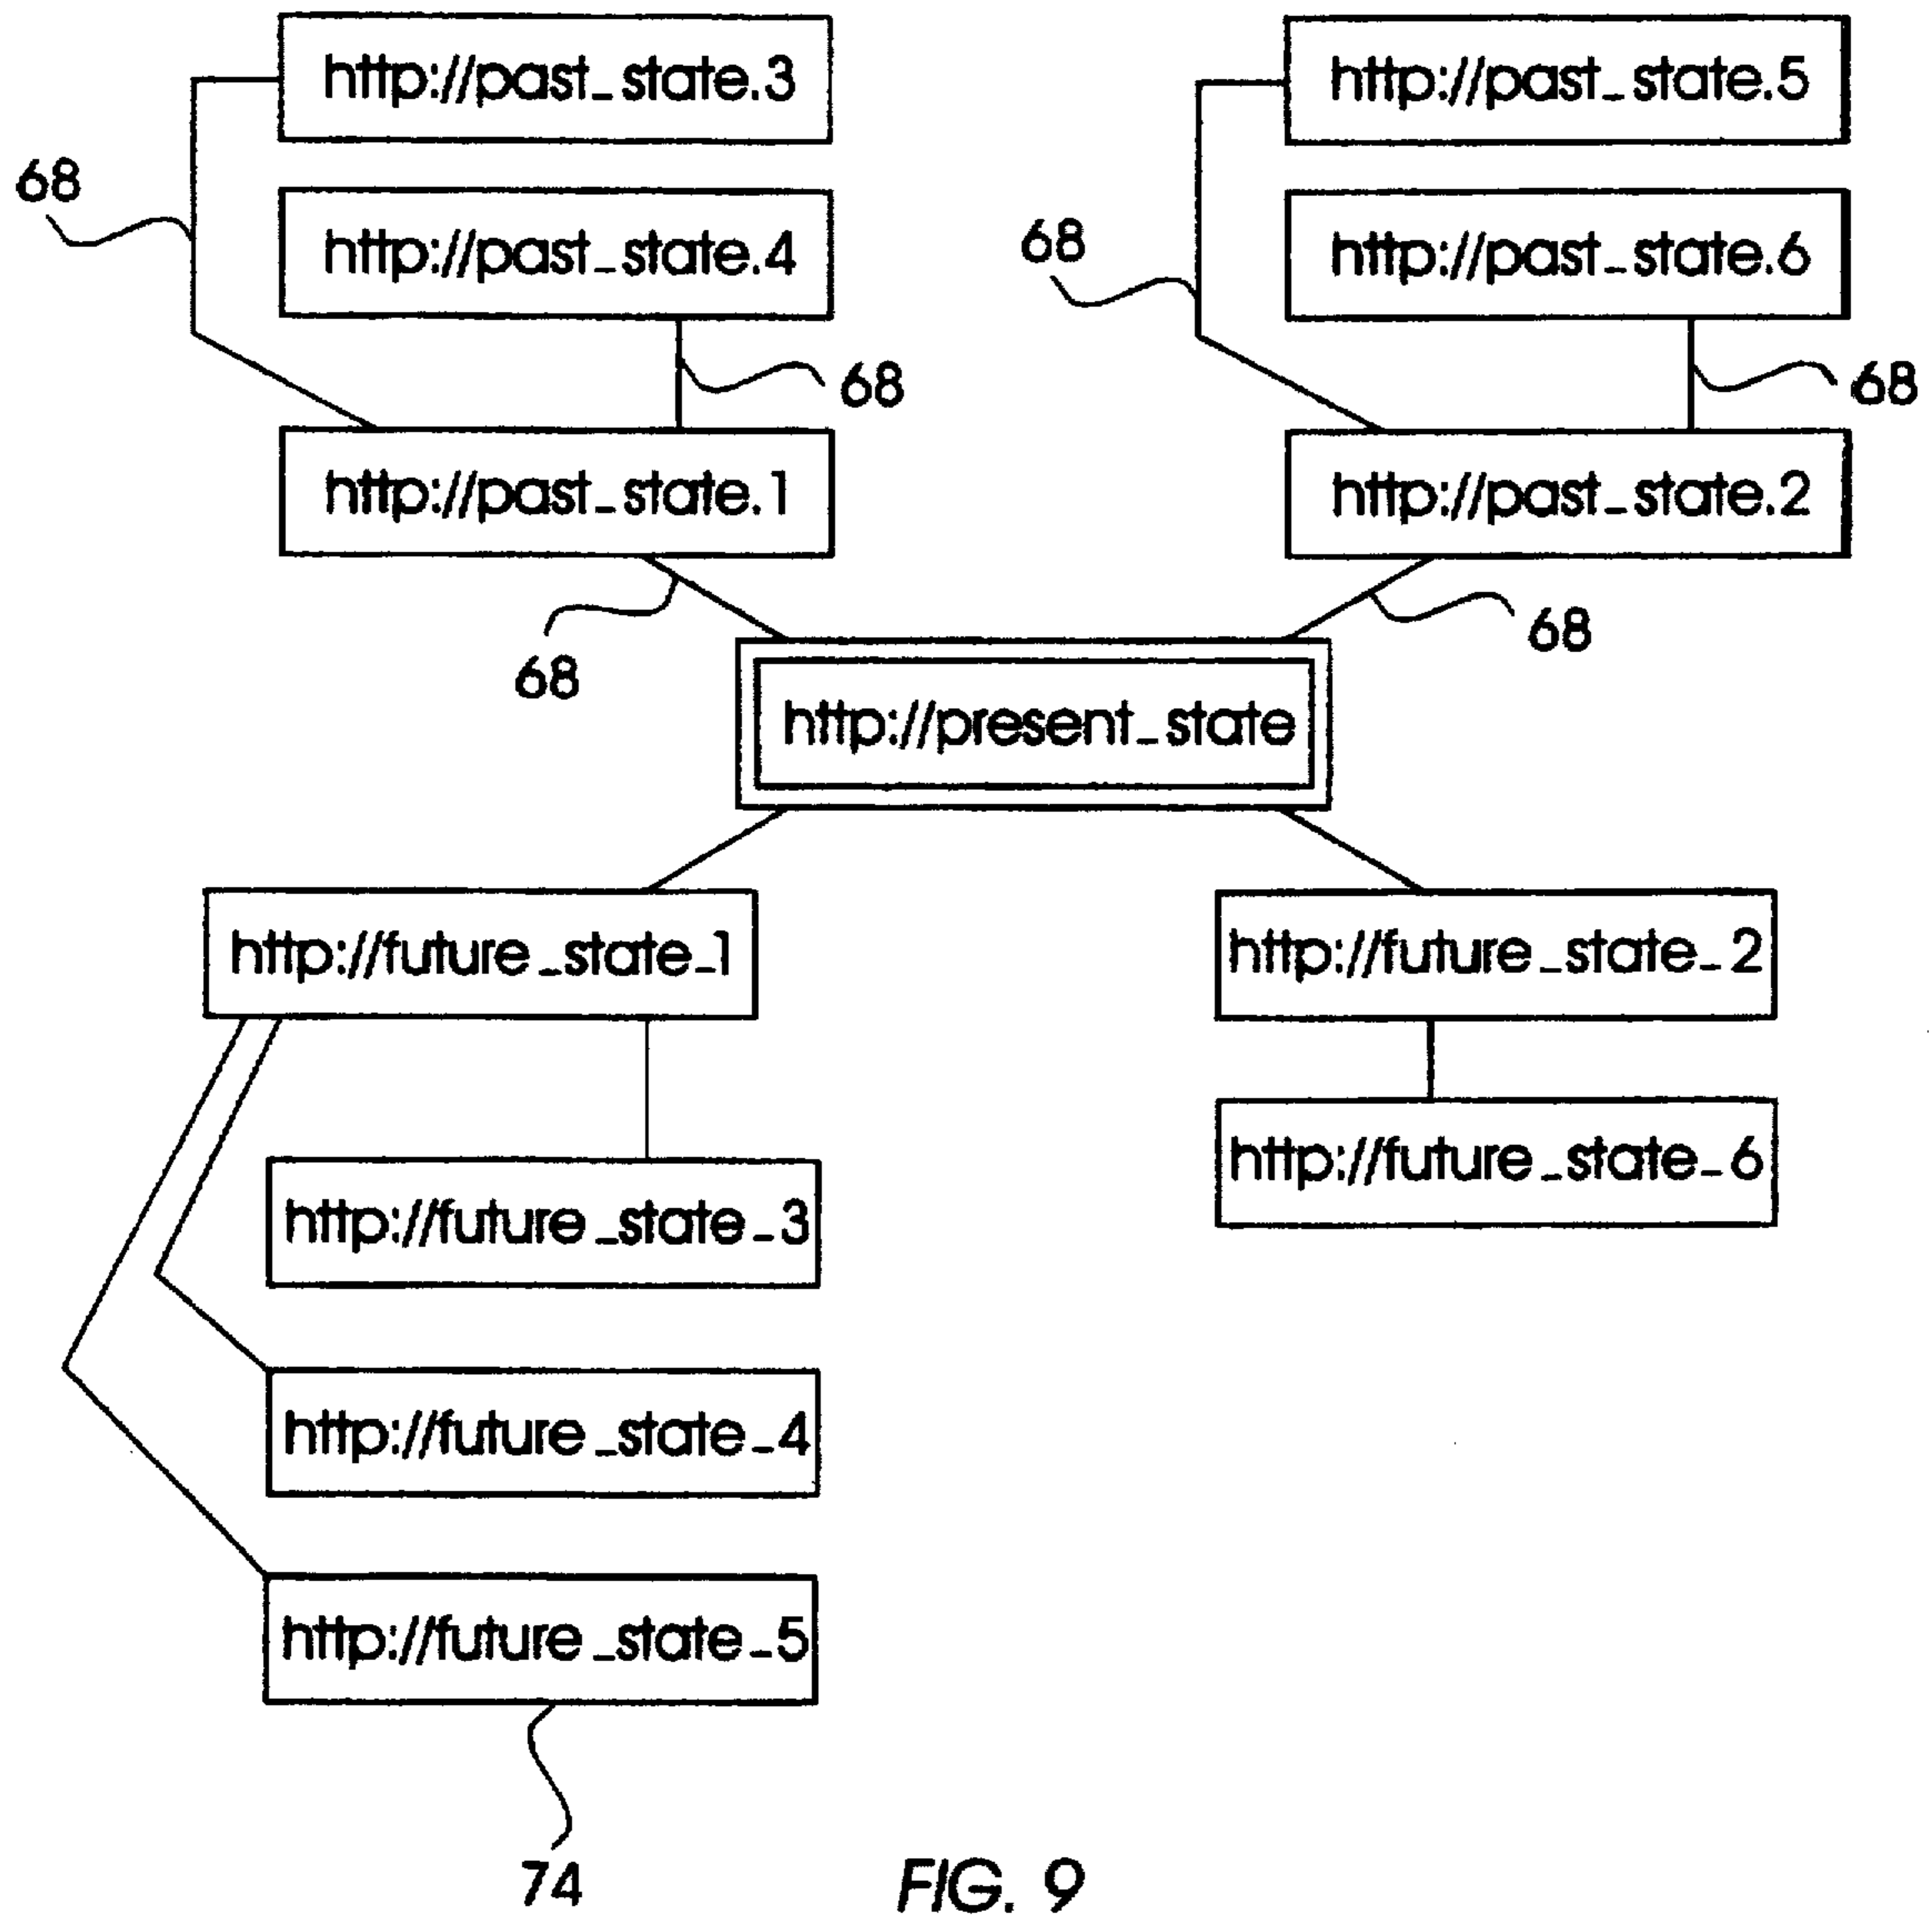 http://past_state.3
http://past_state.5
68
http://past_state.4
68
http://past_state.6
68
68
http://past_state.1
http://past_state.2
68
68
http://present_state
http://future_state_1
http://future_state_2
http://future_state_6
http://future_state_3
http://future_state_4
http://future_state_5
74
FIG. 9